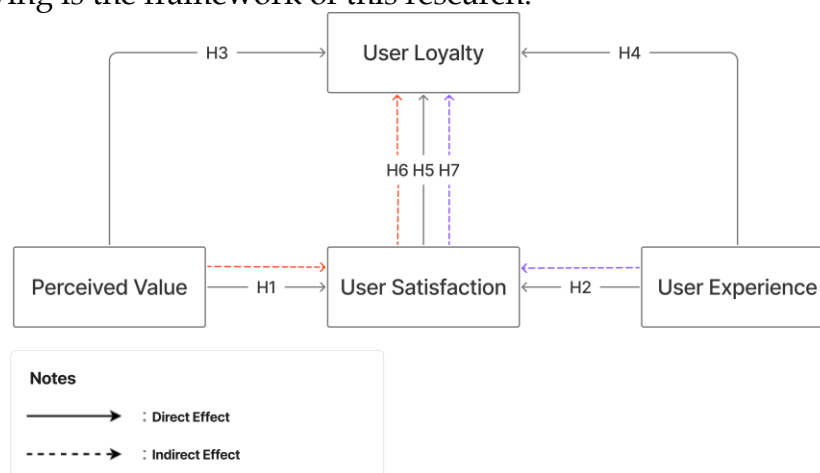 ing is the framework of this research.
H3
User Loyalty
H4
H6 H5 H7
Perceived Value
H1
User Satisfaction
H2
User Experience
Notes
: Direct Effect
: Indirect Effect